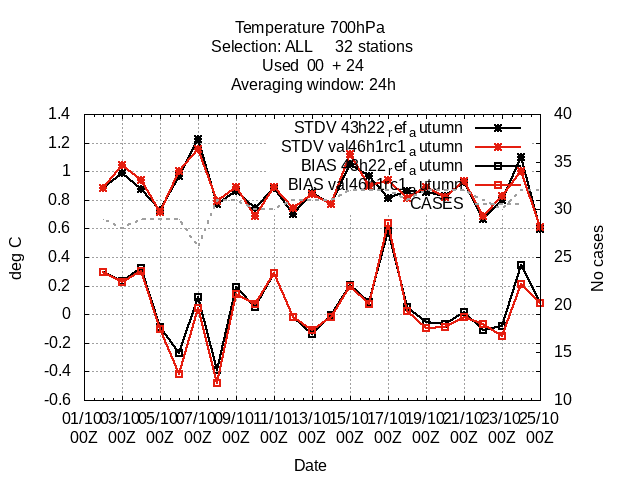 Temperature 700hPa
Selection: ALL 32 stations
Used 00 + 24
Averaging window: 24h
1.4 40
STDV 43h22refautumn
1.2
STDV val46h1rc1autumn
35
1
BIAS 43h22refautumn
BIAS val46h1rc1autumn
0.8
CASES
30
0.6
0.4 25
deg C
No cases
0.2
20
0
-0.2 15
-0.4
-0.6 10
01/10 03/10 05/10 07/10 09/10 11/10 13/10 15/10 17/10 19/10 21/10 23/10 25/10
00Z 00Z 00Z 00Z 00Z 00Z 00Z 00Z 00Z 00Z 00Z 00Z 00Z
Date